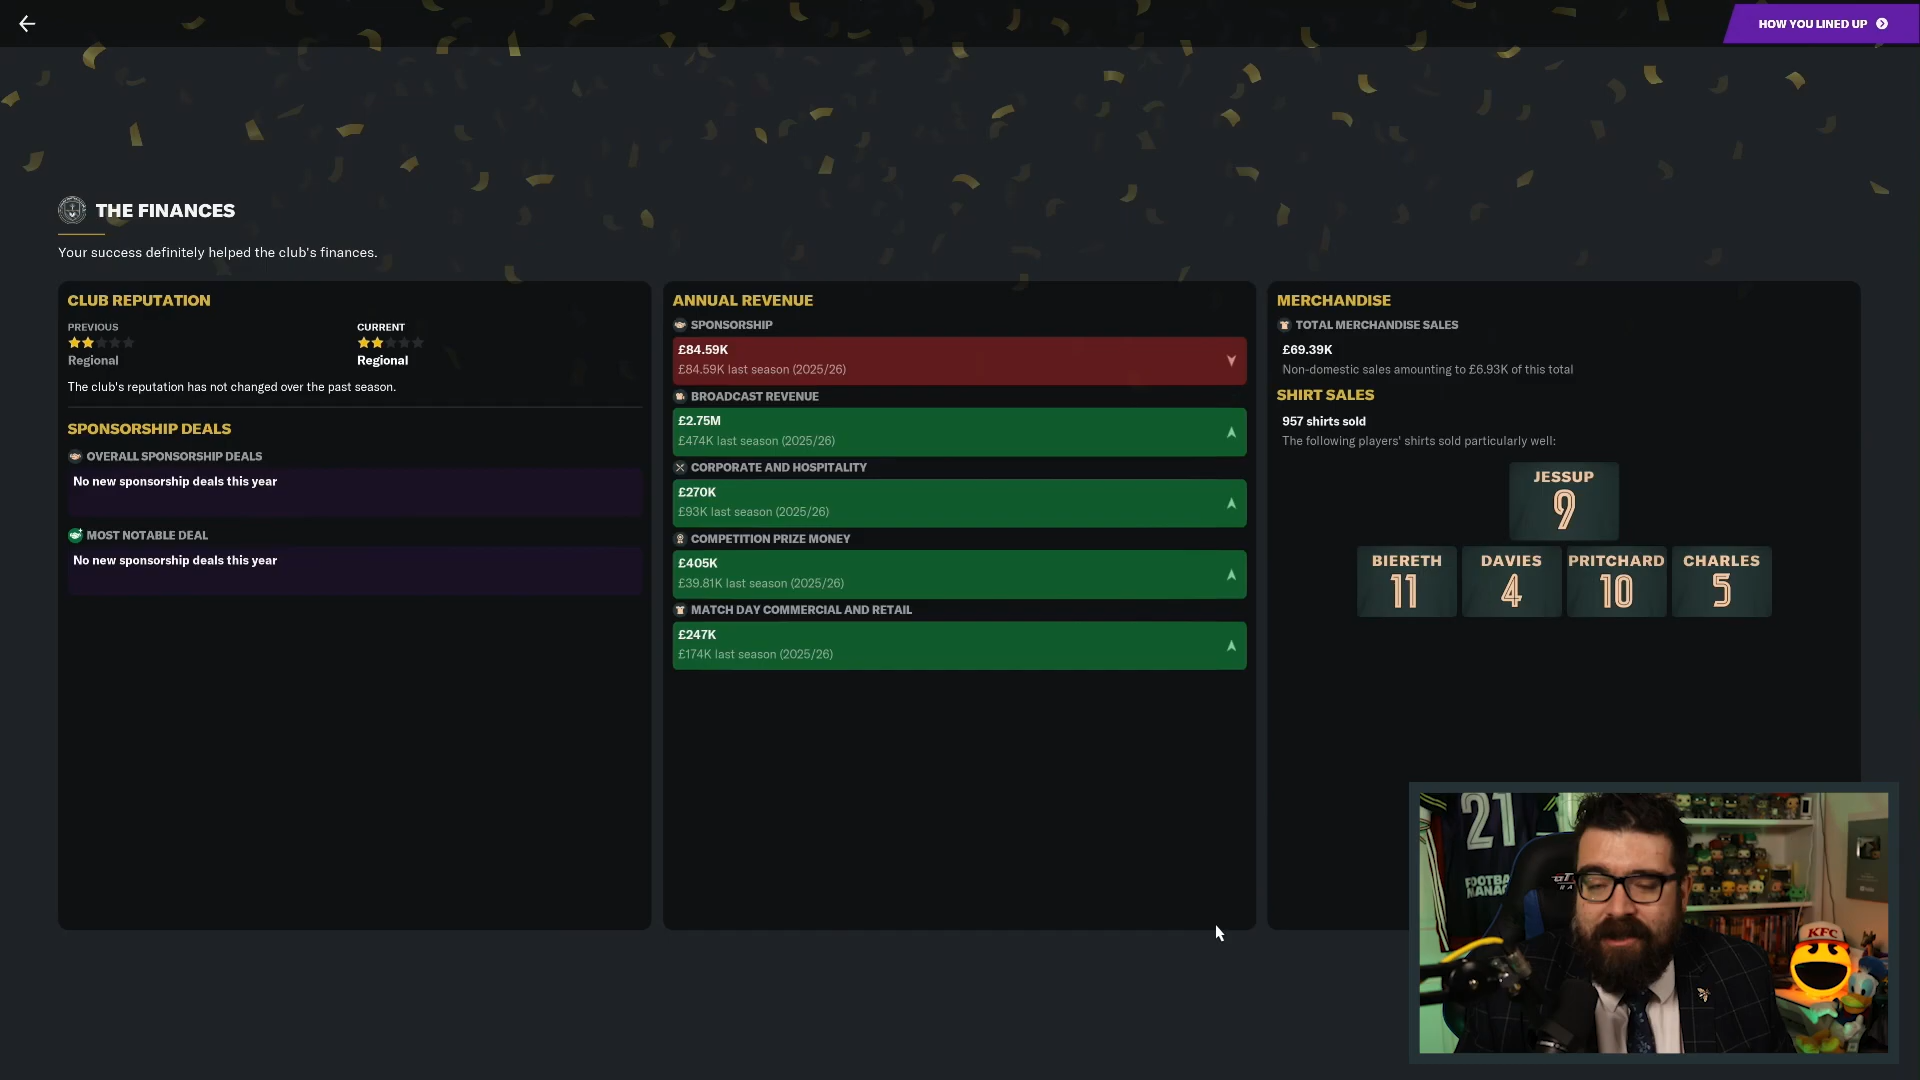 HOW YOU LINED UP
THE FINANCES
Your success definitely helped the club's finances.
CLUB REPUTATION
PREVIOUS
CURRENT
Regional
Regional
The club's reputation has not changed over the past season.
SPONSORSHIP DEALS
OVERALL SPONSORSHIP DEALS
No new sponsorship deals this year
MOST NOTABLE DEAL
No new sponsorship deals this year
ANNUAL REVENUE
SPONSORSHIP
£84.59K
£84.59K last season (2025/26)
BROADCAST REVENUE
£2.75M
£474K last season (2025/26)
CORPORATE AND HOSPITALITY
£270K
£93K last season (2025/26)
COMPETITION PRIZE MONEY
£405K
£39.81K last season (2025/26)
MATCH DAY COMMERCIAL AND RETAIL
£247K
£174K last season (2025/26)
MERCHANDISE
TOTAL MERCHANDISE SALES
£69.39K
Non-domestic sales amounting to £6.93K of this total
SHIRT SALES
957 shirts sold
The following players' shirts sold particularly well:
JESSUP
9
BIERETH
11
DAVIES
4
PRITCHARD
10
CHARLES
5
21
KFC